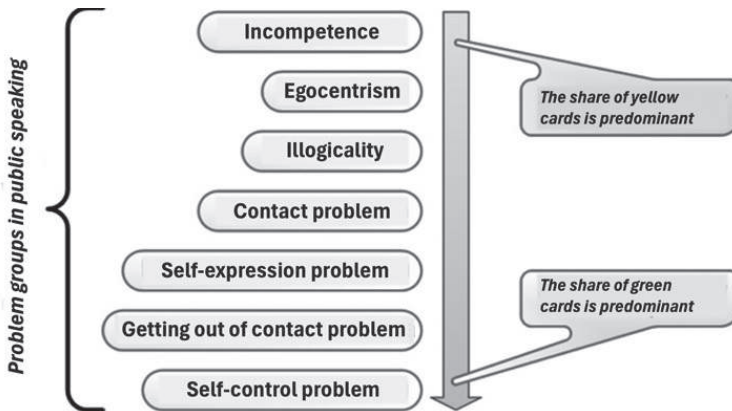 Problem groups in public speaking
Incompetence
Egocentrism
Illogicality
Contact problem
Self-expression problem
Getting out of contact problem
Self-control problem
The share of yellow
cards is predominant
The share of green
cards is predominant